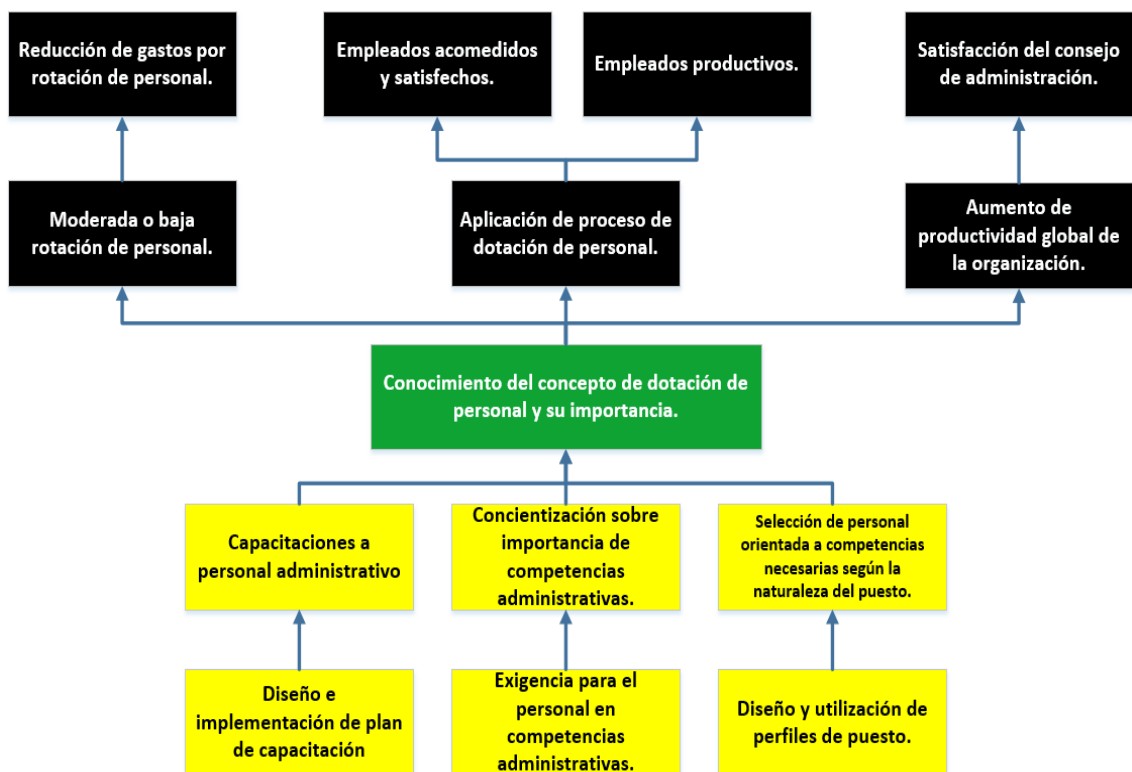 Reducción de gastos por
rotación de personal.
Empleados acomedidos
y satisfechos.
Empleados productivos.
Satisfacción del consejo
de administración.
Moderada o baja
rotación de personal.
Aplicación de proceso de
dotación de personal.
Aumento de
productividad global de
la organización.
Conocimiento del concepto de dotación de
personal y su importancia.
Capacitaciones a
personal administrativo
Concientización sobre
importancia de
competencias
administrativas.
Selección de personal
orientada a competencias
necesarias según la
naturaleza del puesto.
Diseño e
implementación de plan
de capacitación
Exigencia para el
personal en
competencias
administrativas.
Diseño y utilización de
perfiles de puesto.